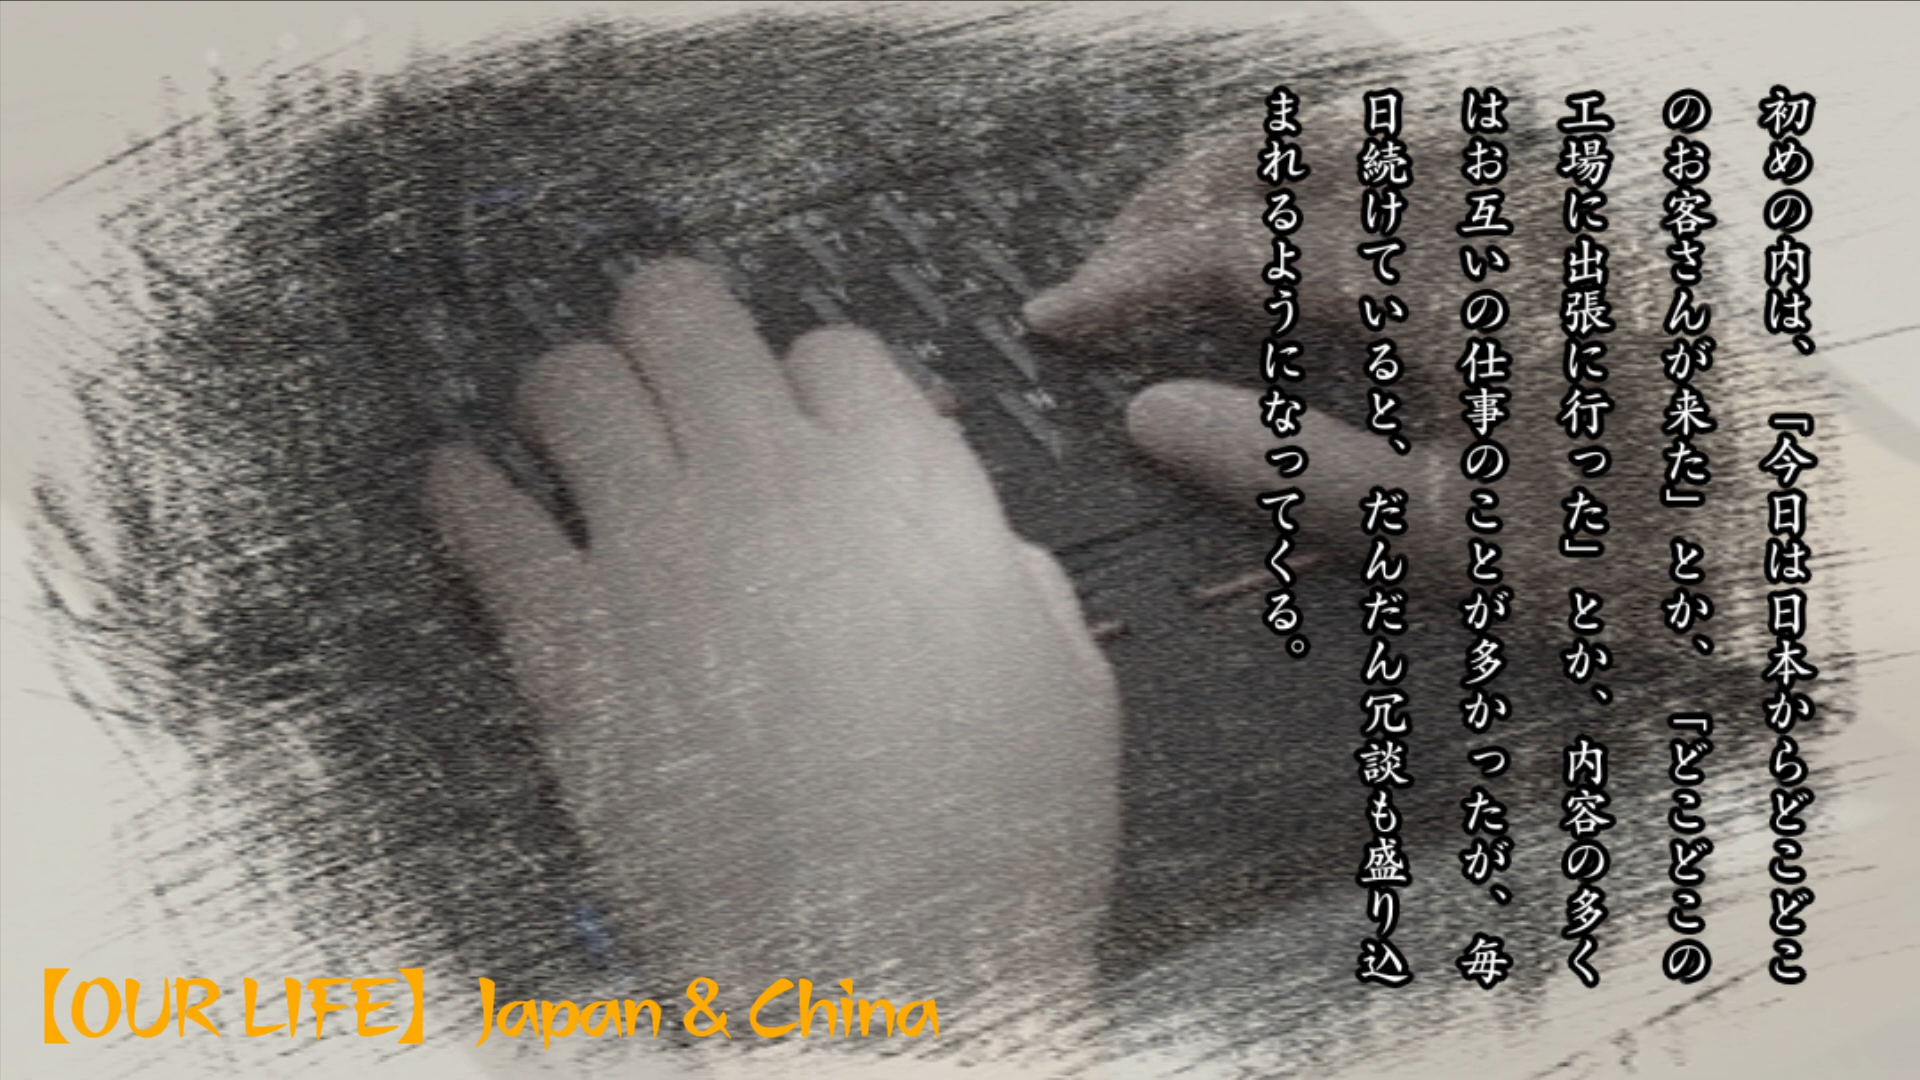 初めの内は、「今日は日本からどこどこ
のお客さんが来た」とか、「どこどこの
工場に出張に行った」とか、内容の多く
はお互いの仕事のことが多かったが、毎
日続けていると、だんだん冗談も盛り込
まれるようになってくる。
【OUR LIFE】 Japan & China